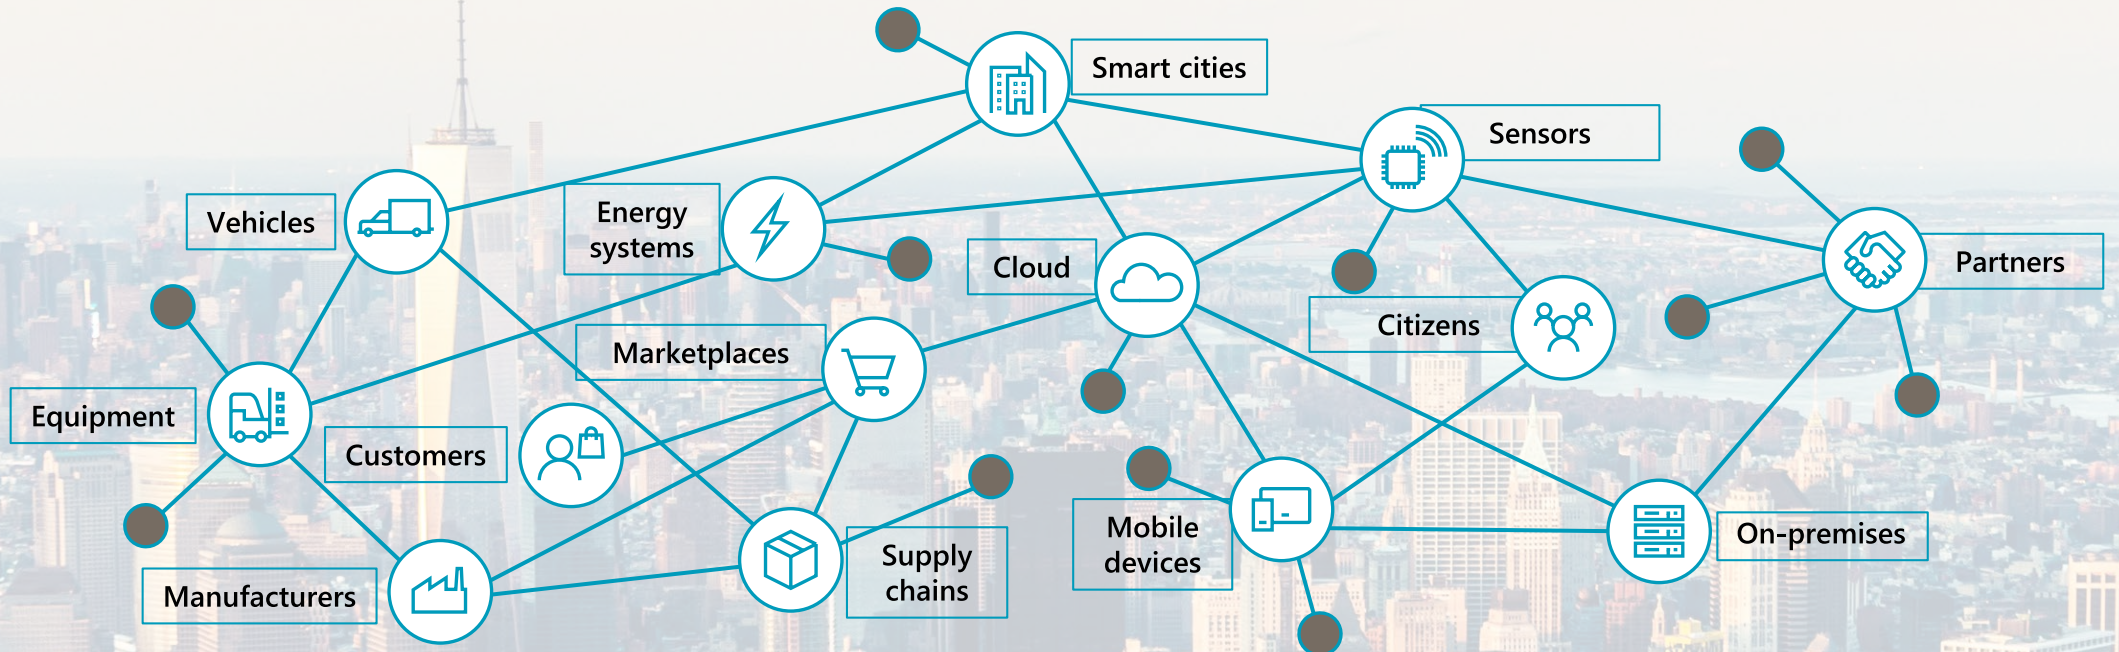 Smart cities
Sensors
Vehicles
Energy
systems
Cloud
Partners
Citizens
Marketplaces
Equipment
Customers
Mobile
devices
On-premises
Supply
chains
Manufacturers